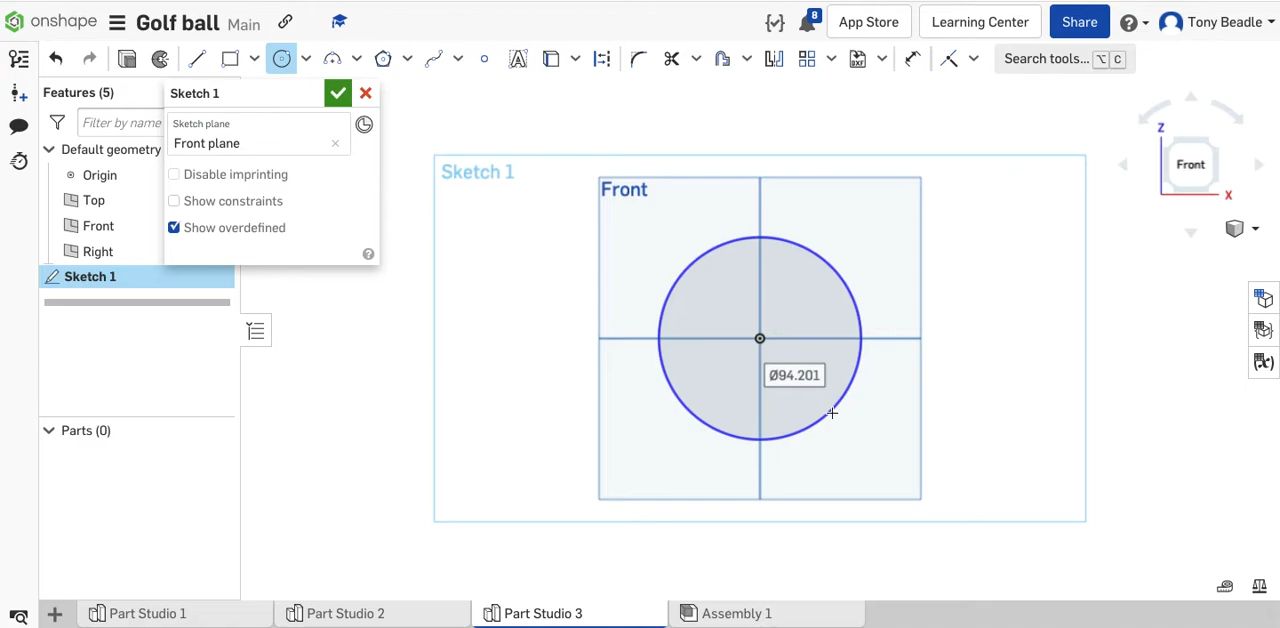 onshape Golf ball Main 8 App Store Learning Center Share Tony Beadle
Search tools... ⌥ C
Features (5)
Filter by name
Default geometry
Origin
Top
Front
Right
Sketch 1
Parts (0)
Sketch 1
Sketch plane
Front plane
Disable imprinting
Show constraints
Show overdefined
Sketch 1
Front
Ø94.201
Z
Front
X
Part Studio 1 Part Studio 2 Part Studio 3 Assembly 1